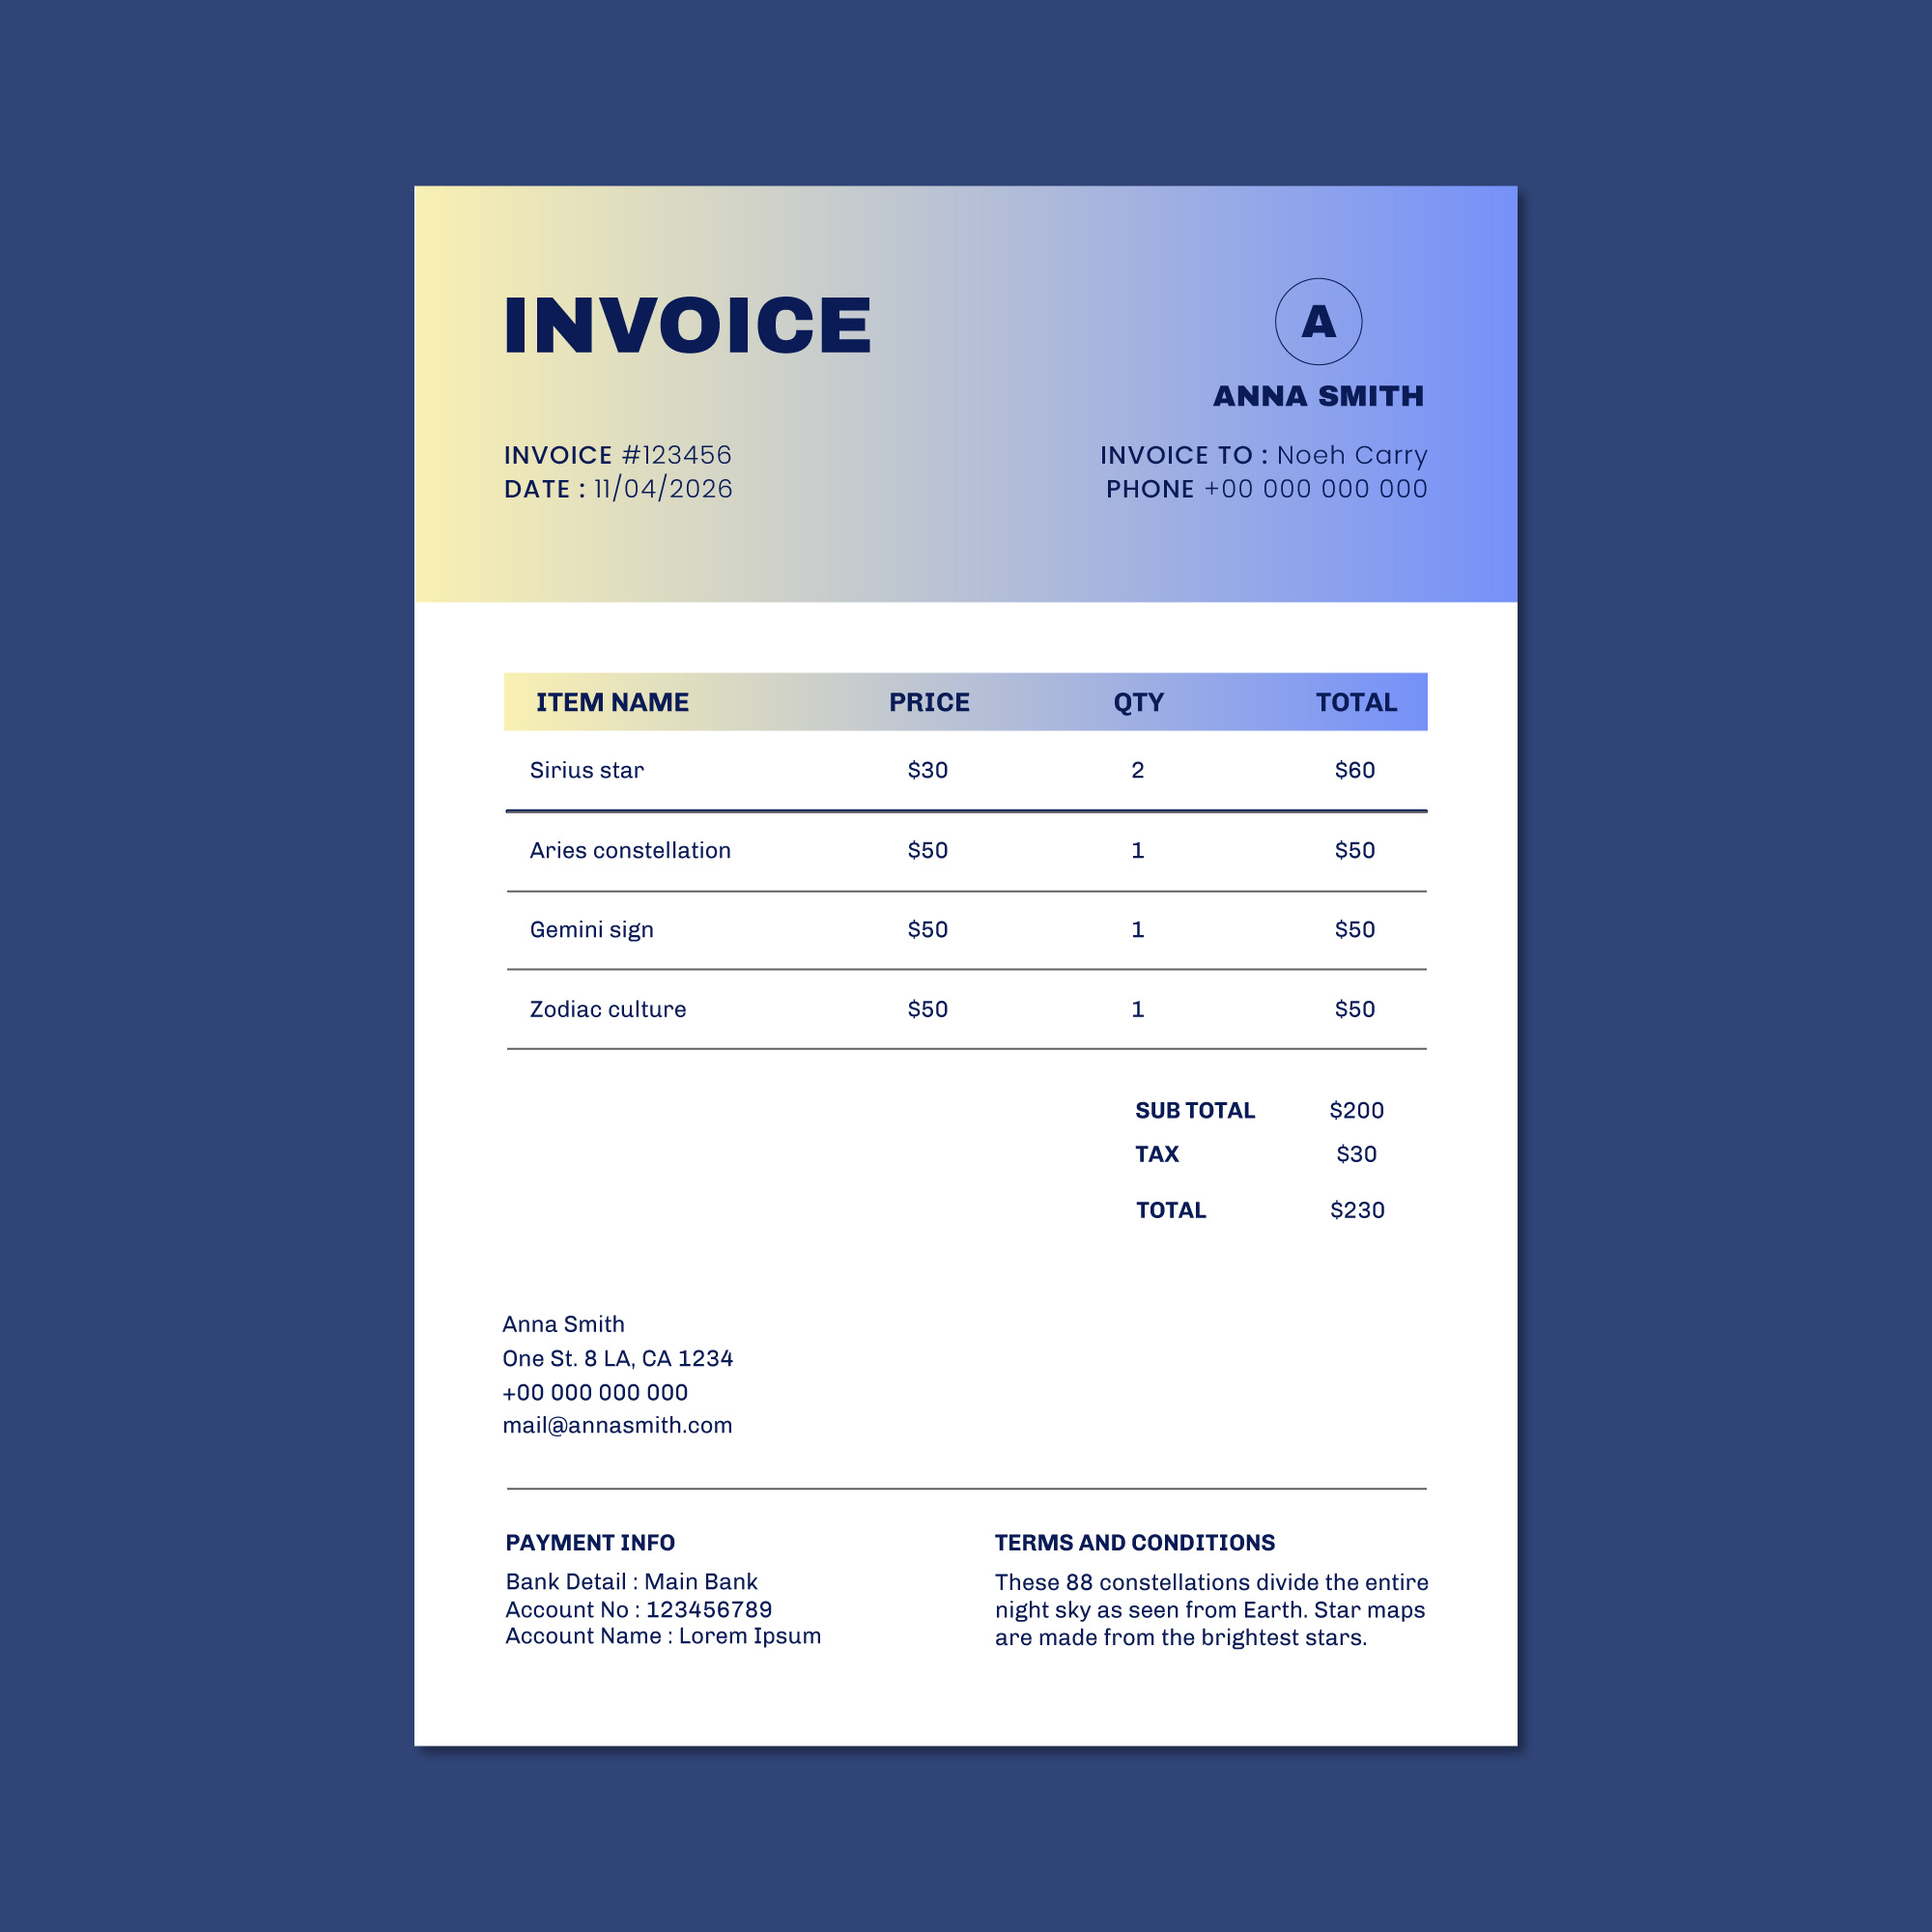 INVOICE
A
ANNA SMITH
INVOICE #123456
DATE : 11/04/2026
INVOICE TO : Noeh Carry
PHONE +00 000 000 000
ITEM NAME PRICE QTY TOTAL
Sirius star $30 2 $60
Aries constellation $50 1 $50
Gemini sign $50 1 $50
Zodiac culture $50 1 $50
SUB TOTAL $200
TAX $30
TOTAL $230
Anna Smith
One St. 8 LA, CA 1234
+00 000 000 000
mail@annasmith.com
PAYMENT INFO
Bank Detail : Main Bank
Account No : 123456789
Account Name : Lorem Ipsum
TERMS AND CONDITIONS
These 88 constellations divide the entire
night sky as seen from Earth. Star maps
are made from the brightest stars.